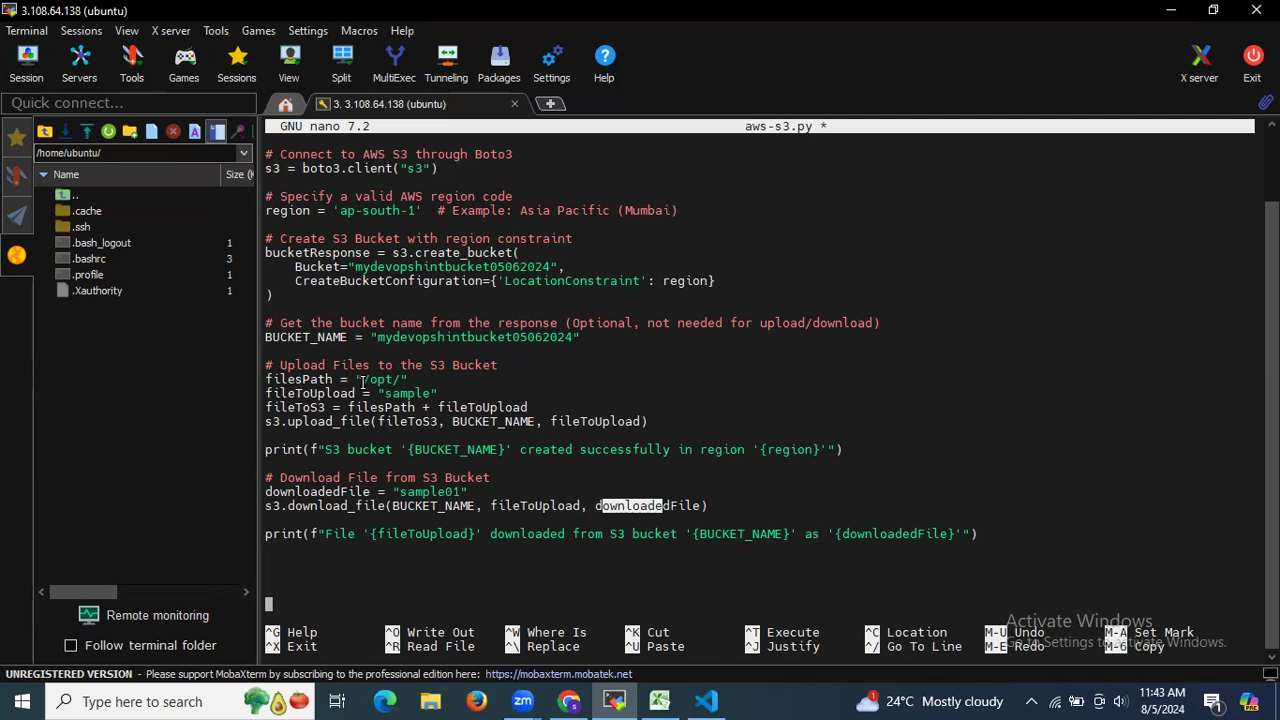 3.108.64.138 (ubuntu)
Terminal Sessions View X server Tools Games Settings Macros Help
Session Servers Tools Games Sessions View Split MultiExec Tunneling Packages Settings Help X server Exit
Quick connect...
3. 3.108.64.138 (ubuntu)
/home/ubuntu/
Name Size (K
..
.cache
.ssh
.bash_logout 1
.bashrc 3
.profile 1
.Xauthority 1
Remote monitoring
Follow terminal folder
GNU nano 7.2 aws-s3.py *
# Connect to AWS S3 through Boto3
s3 = boto3.client("s3")
# Specify a valid AWS region code
region = 'ap-south-1'  # Example: Asia Pacific (Mumbai)
# Create S3 Bucket with region constraint
bucketResponse = s3.create_bucket(
    Bucket="mydevopshintbucket05062024",
    CreateBucketConfiguration={'LocationConstraint': region}
)
# Get the bucket name from the response (Optional, not needed for upload/download)
BUCKET_NAME = "mydevopshintbucket05062024"
# Upload Files to the S3 Bucket
filesPath = "/opt/"
fileToUpload = "sample"
fileToS3 = filesPath + fileToUpload
s3.upload_file(fileToS3, BUCKET_NAME, fileToUpload)
print(f"S3 bucket '{BUCKET_NAME}' created successfully in region '{region}'")
# Download File from S3 Bucket
downloadedFile = "sample01"
s3.download_file(BUCKET_NAME, fileToUpload, downloadedFile)
print(f"File '{fileToUpload}' downloaded from S3 bucket '{BUCKET_NAME}' as '{downloadedFile}'")
^G Help ^O Write Out ^W Where Is ^K Cut ^T Execute ^C Location M-U Undo M-A Set Mark
^X Exit ^R Read File ^\ Replace ^U Paste ^J Justify ^/ Go To Line M-E Redo M-6 Copy
Activate Windows
Go to Settings to activate Windows.
UNREGISTERED VERSION - Please support MobaXterm by subscribing to the professional edition here: https://mobaxterm.mobatek.net
Type here to search
24°C Mostly cloudy
11:43 AM
8/5/2024
1
PRE